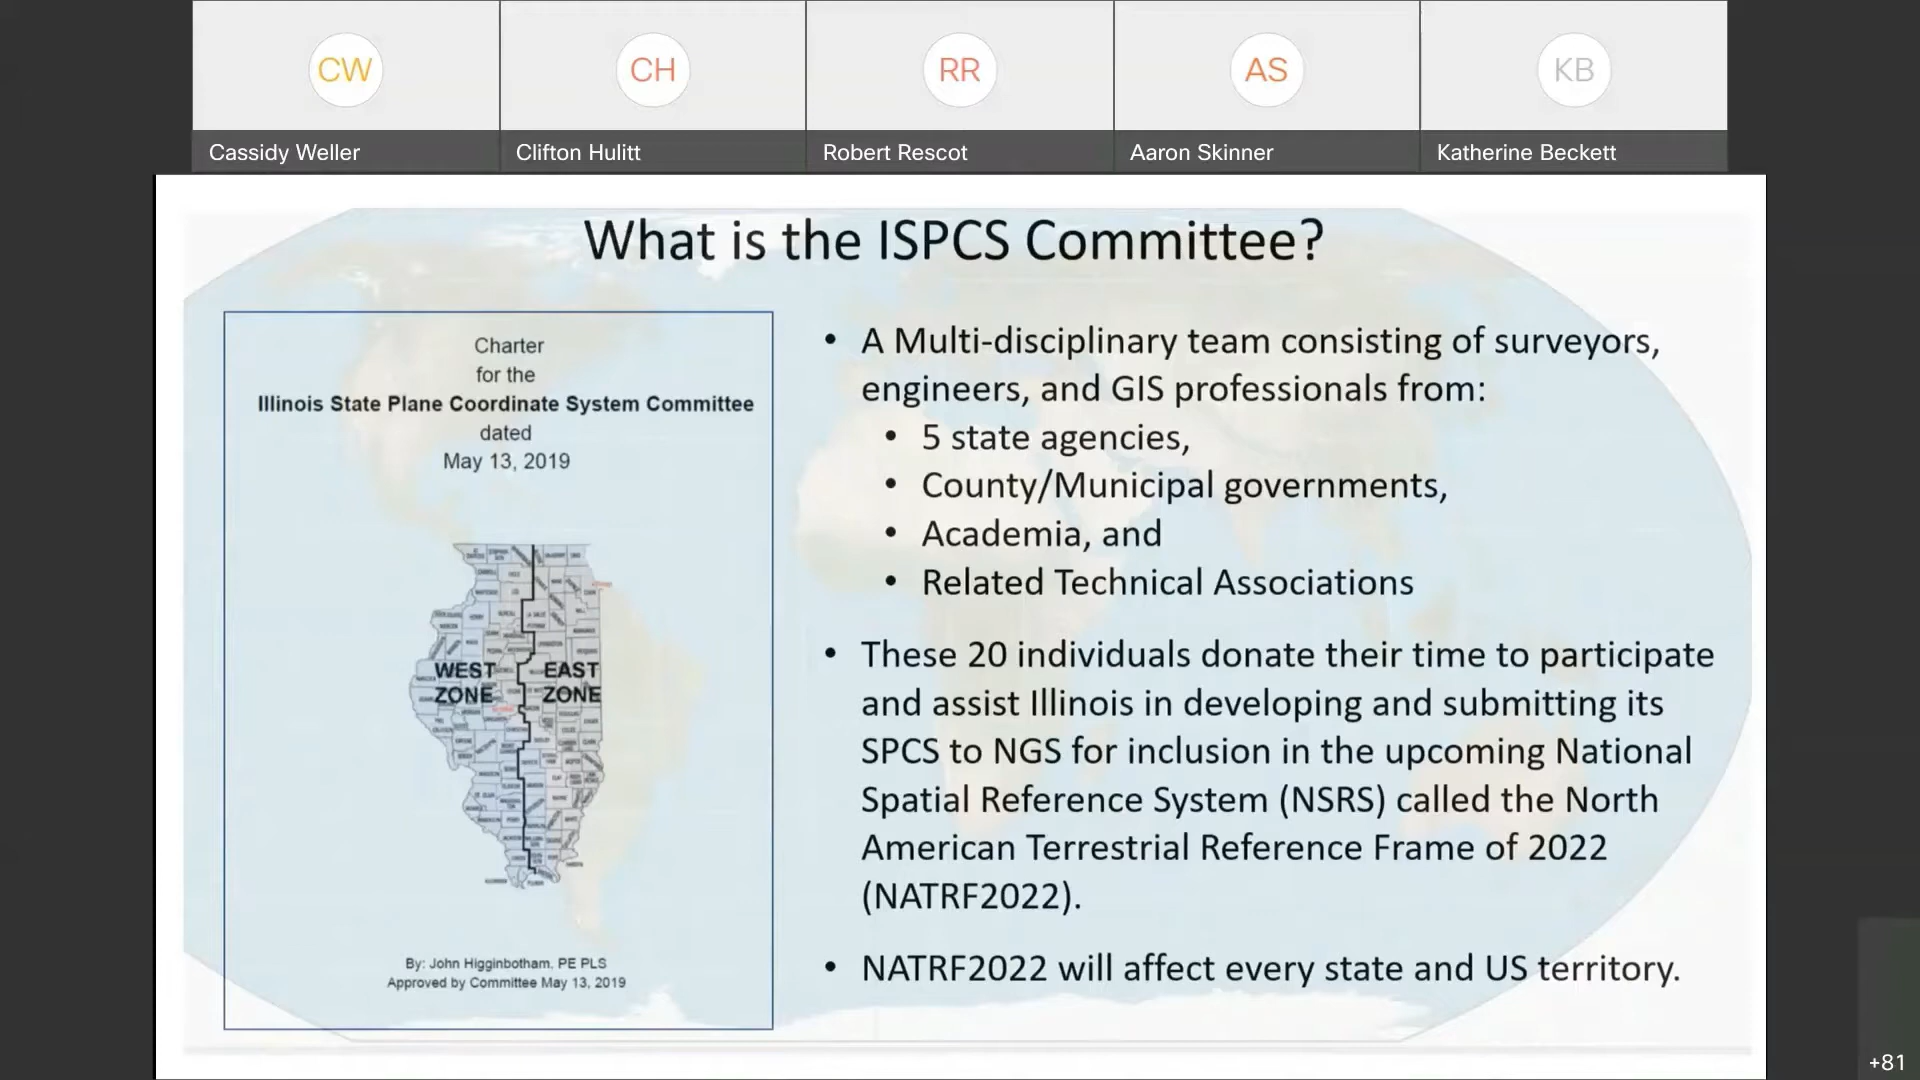 CW
CH
RR
AS
KB
Cassidy Weller
Clifton Hulitt
Robert Rescot
Aaron Skinner
Katherine Beckett
What is the ISPCS Committee?
Charter
for the
Illinois State Plane Coordinate System Committee
dated
May 13, 2019
WEST
ZONE
EAST
ZONE
By: John Higginbotham, PE PLS
Approved by Committee May 13, 2019
• A Multi-disciplinary team consisting of surveyors,
engineers, and GIS professionals from:
• 5 state agencies,
• County/Municipal governments,
• Academia, and
• Related Technical Associations
• These 20 individuals donate their time to participate
and assist Illinois in developing and submitting its
SPCS to NGS for inclusion in the upcoming National
Spatial Reference System (NSRS) called the North
American Terrestrial Reference Frame of 2022
(NATRF2022).
• NATRF2022 will affect every state and US territory.
+81